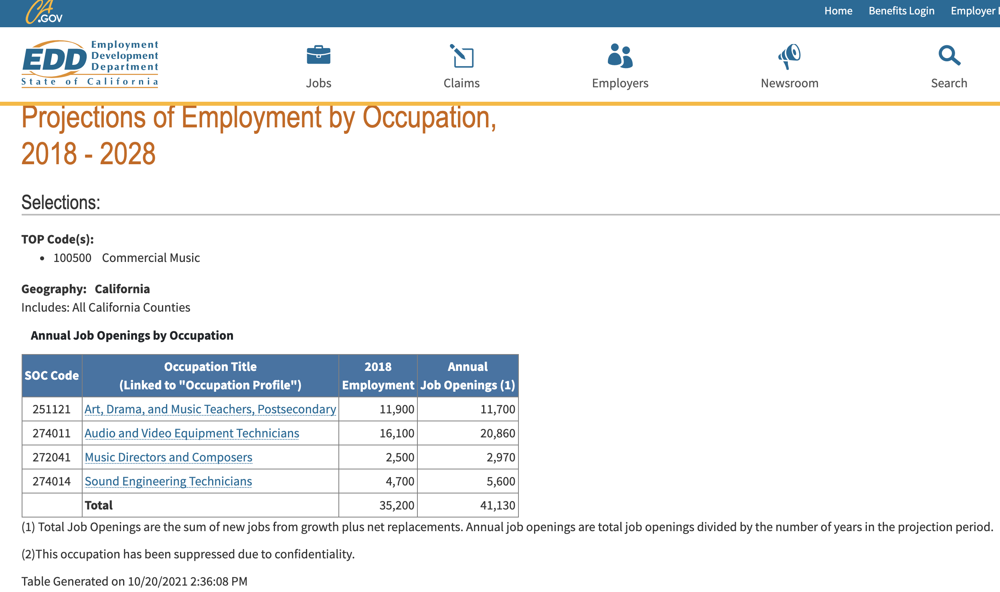 CA.GOV
Home Benefits Login Employer
EDD Employment Development Department
State of California
Jobs Claims Employers Newsroom Search
Projections of Employment by Occupation,
2018 - 2028
Selections:
TOP Code(s):
• 100500 Commercial Music
Geography: California
Includes: All California Counties
Annual Job Openings by Occupation
SOC Code Occupation Title (Linked to "Occupation Profile") 2018 Employment Annual Job Openings (1)
251121 Art, Drama, and Music Teachers, Postsecondary 11,900 11,700
274011 Audio and Video Equipment Technicians 16,100 20,860
272041 Music Directors and Composers 2,500 2,970
274014 Sound Engineering Technicians 4,700 5,600
Total 35,200 41,130
(1) Total Job Openings are the sum of new jobs from growth plus net replacements. Annual job openings are total job openings divided by the number of years in the projection period.
(2)This occupation has been suppressed due to confidentiality.
Table Generated on 10/20/2021 2:36:08 PM